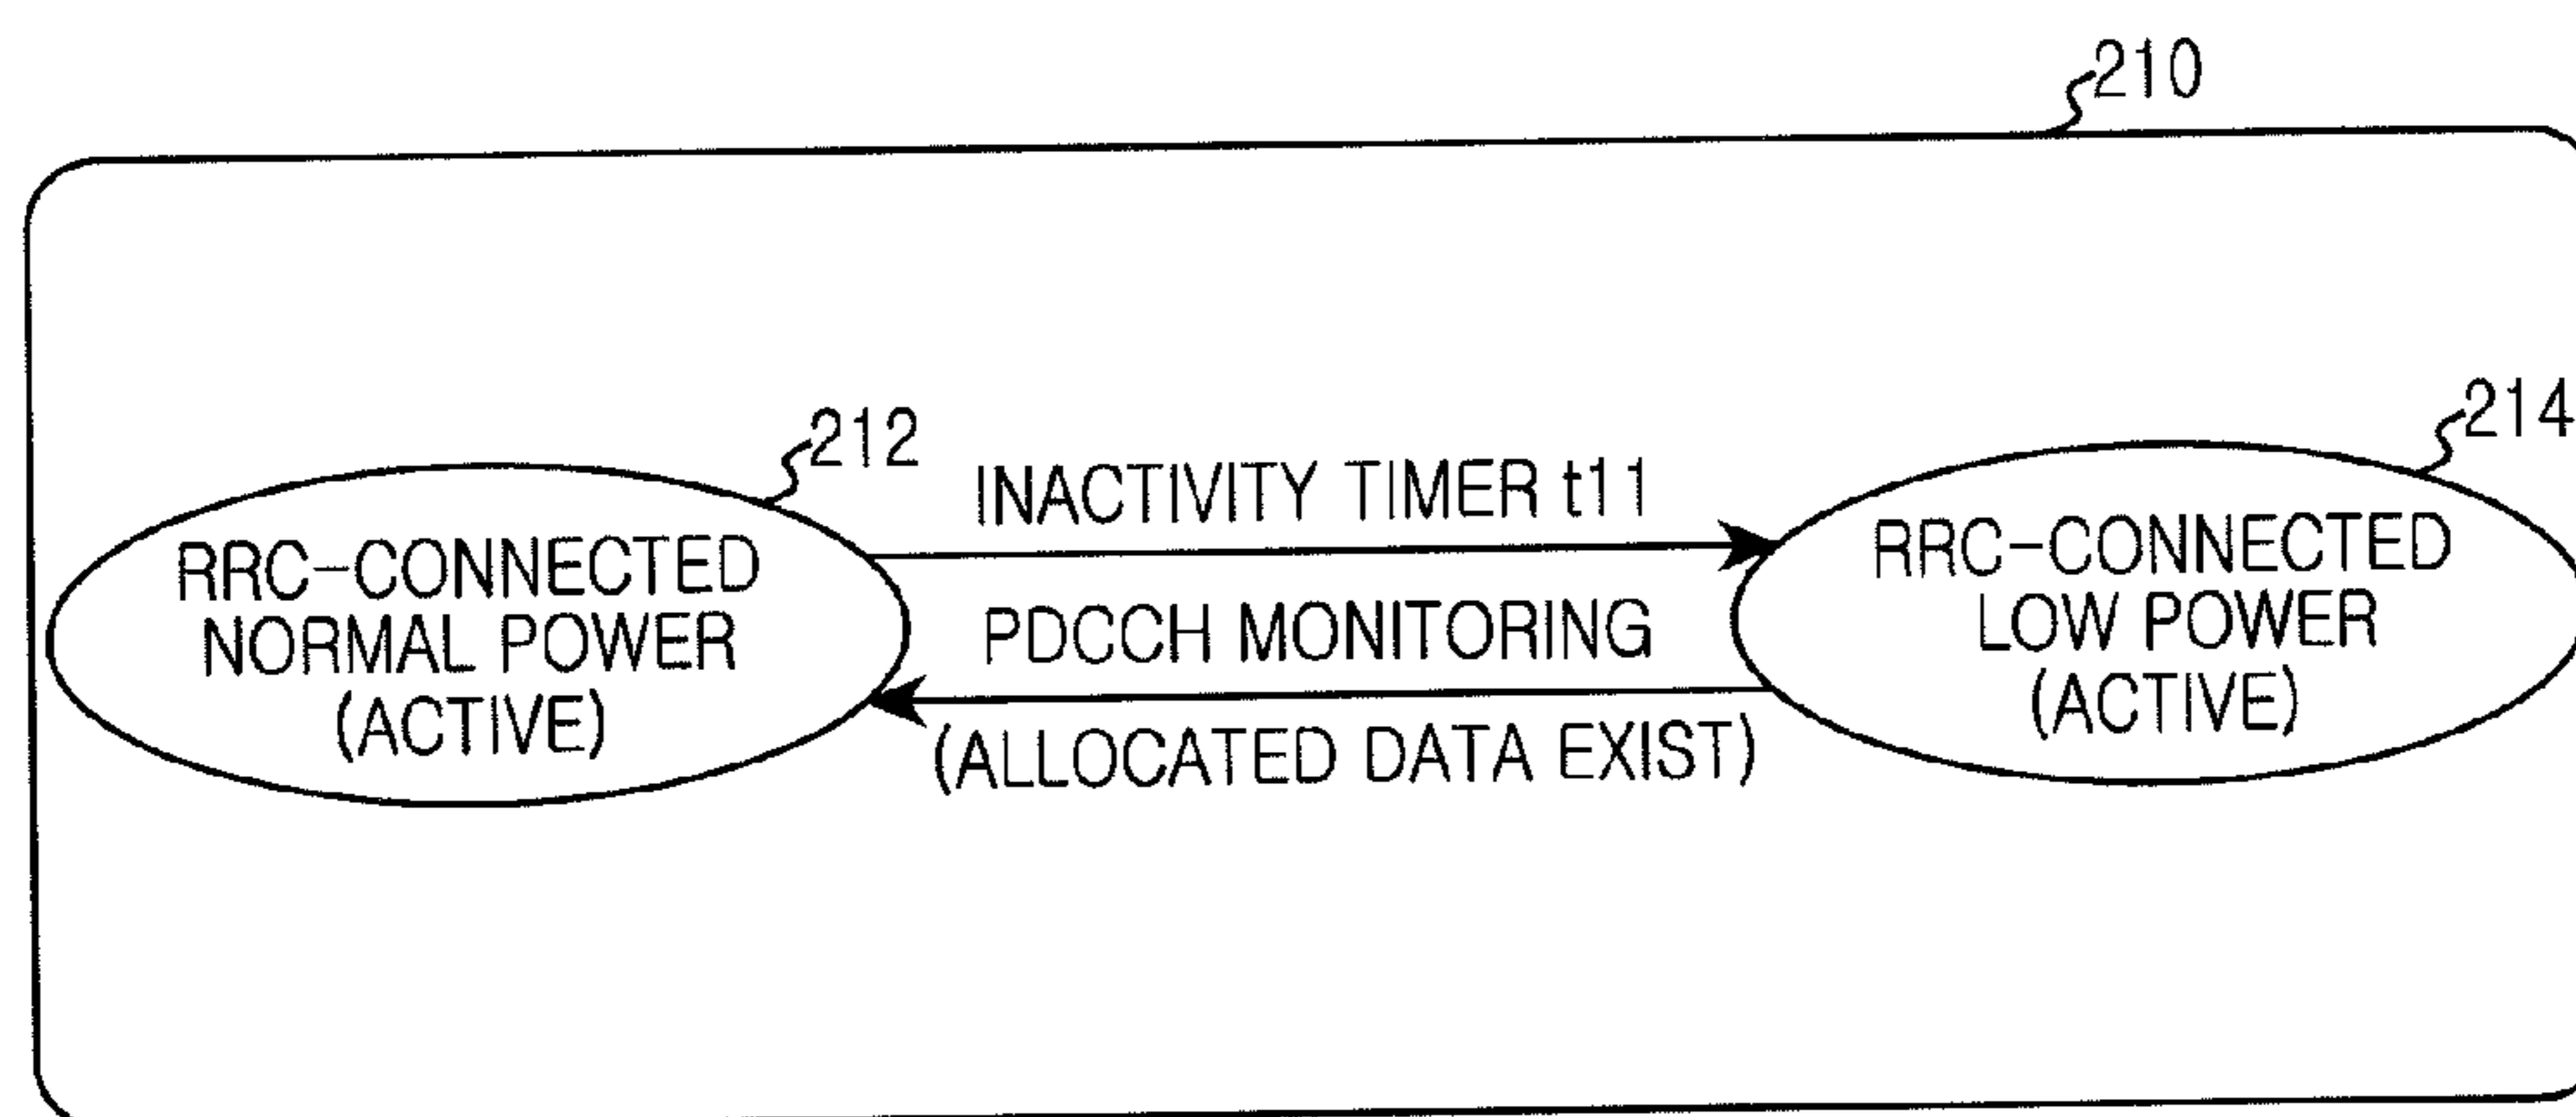 210
212
214
INACTIVITY TIMER t11
RRC-CONNECTED
NORMAL POWER
(ACTIVE)
PDCCH MONITORING
(ALLOCATED DATA EXIST)
RRC-CONNECTED
LOW POWER
(ACTIVE)